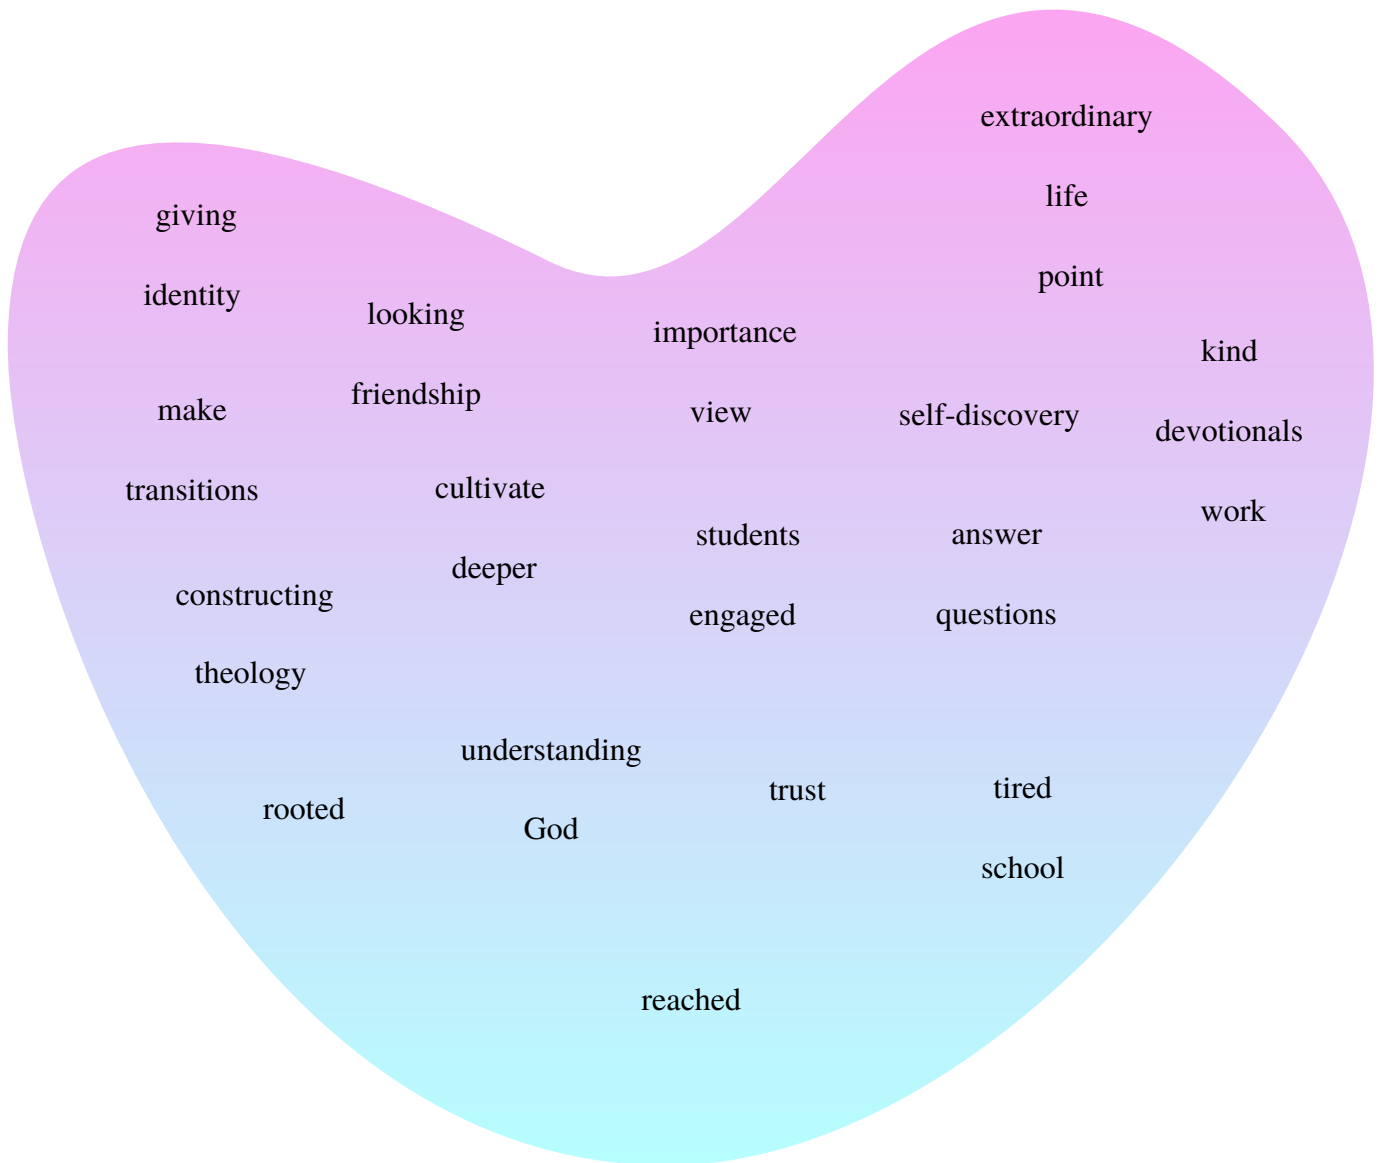 extraordinary
life
point
giving
identity
looking
friendship
importance
view
self-discovery
kind
devotionals
work
make
transitions
cultivate
deeper
students
engaged
answer
questions
constructing
theology
understanding
God
rooted
trust
tired
school
reached